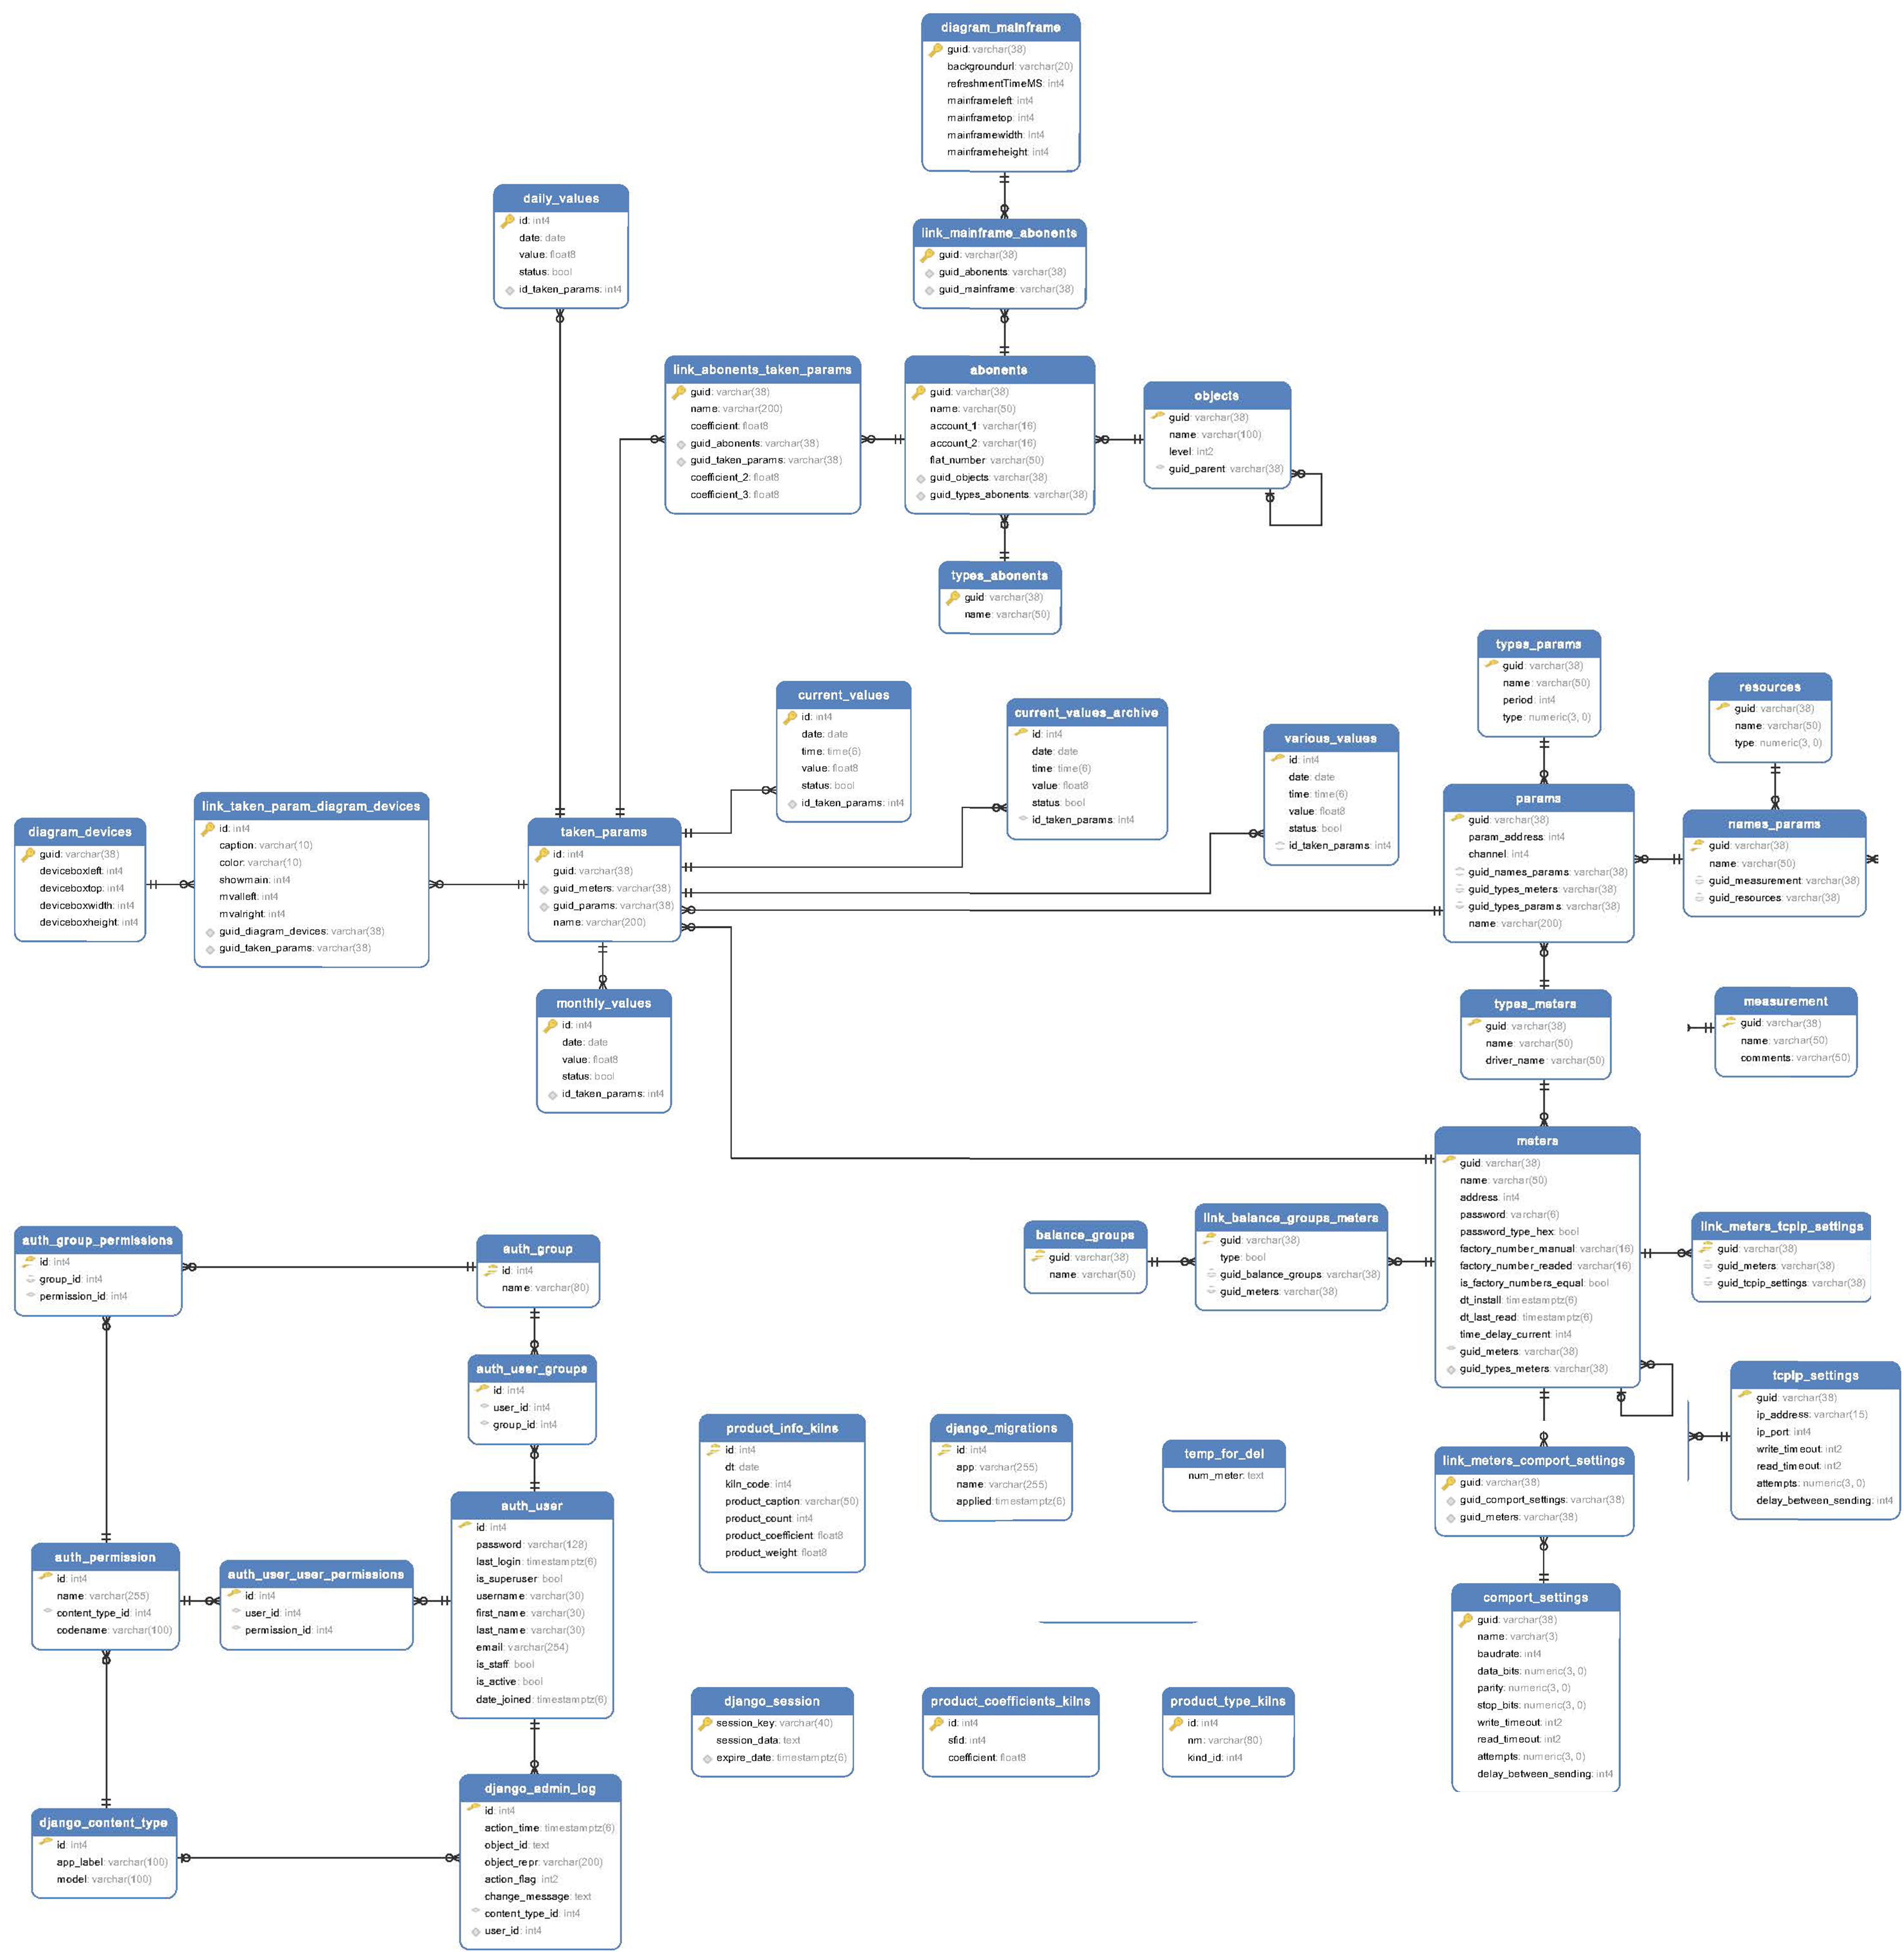 diagram_mainframe
guid: varchar(38)
backgroundurl: varchar(20)
refreshmentTimeMS: int4
mainframeleft: int4
mainframetop: int4
mainframewidth: int4
mainframeheight: int4
daily_values
id: int4
date: date
value: float8
status: bool
id_taken_params: int4
link_mainframe_abonents
guid: varchar(38)
guid_abonents: varchar(38)
guid_mainframe: varchar(38)
link_abonents_taken_params
guid: varchar(38)
name: varchar(200)
coefficient: float8
guid_abonents: varchar(38)
guid_taken_params: varchar(38)
coefficient_2: float8
coefficient_3: float8
abonents
guid: varchar(38)
name: varchar(50)
account_1: varchar(16)
account_2: varchar(16)
flat_number: varchar(50)
guid_objects: varchar(38)
guid_types_abonents: varchar(38)
objects
guid: varchar(38)
name: varchar(100)
level: int2
guid_parent: varchar(38)
types_abonents
guid: varchar(38)
name: varchar(50)
types_params
guid: varchar(38)
name: varchar(50)
period: int4
type: numeric(3, 0)
resources
guid: varchar(38)
name: varchar(50)
type: numeric(3, 0)
current_values
id: int4
date: date
time: time(6)
value: float8
status: bool
id_taken_params: int4
current_values_archive
id: int4
date: date
time: time(6)
value: float8
status: bool
id_taken_params: int4
various_values
id: int4
date: date
time: time(6)
value: float8
status: bool
id_taken_params: int4
params
guid: varchar(38)
param_address: int4
channel: int4
guid_names_params: varchar(38)
guid_types_meters: varchar(38)
guid_types_params: varchar(38)
name: varchar(200)
names_params
guid: varchar(38)
name: varchar(50)
guid_measurement: varchar(38)
guid_resources: varchar(38)
diagram_devices
guid: varchar(38)
deviceboxleft: int4
deviceboxtop: int4
deviceboxwidth: int4
deviceboxheight: int4
link_taken_param_diagram_devices
id: int4
caption: varchar(10)
color: varchar(10)
showmain: int4
mvalleft: int4
mvalright: int4
guid_diagram_devices: varchar(38)
guid_taken_params: varchar(38)
taken_params
id: int4
guid: varchar(38)
guid_meters: varchar(38)
guid_params: varchar(38)
name: varchar(200)
monthly_values
id: int4
date: date
value: float8
status: bool
id_taken_params: int4
types_meters
guid: varchar(38)
name: varchar(50)
driver_name: varchar(50)
measurement
guid: varchar(38)
name: varchar(50)
comments: varchar(50)
meters
guid: varchar(38)
name: varchar(50)
address: int4
password: varchar(6)
password_type_hex: bool
factory_number_manual: varchar(16)
factory_number_readed: varchar(16)
is_factory_numbers_equal: bool
dt_install: timestamptz(6)
dt_last_read: timestamptz(6)
time_delay_current: int4
guid_meters: varchar(38)
guid_types_meters: varchar(38)
balance_groups
guid: varchar(38)
name: varchar(50)
link_balance_groups_meters
guid: varchar(38)
type: bool
guid_balance_groups: varchar(38)
guid_meters: varchar(38)
link_meters_tcpip_settings
guid: varchar(38)
guid_meters: varchar(38)
guid_tcpip_settings: varchar(38)
tcpip_settings
guid: varchar(38)
ip_address: varchar(15)
ip_port: int4
write_timeout: int2
read_timeout: int2
attempts: numeric(3, 0)
delay_between_sending: int4
auth_group_permissions
id: int4
group_id: int4
permission_id: int4
auth_group
id: int4
name: varchar(80)
auth_user_groups
id: int4
user_id: int4
group_id: int4
product_info_kilns
id: int4
dt: date
kiln_code: int4
product_caption: varchar(50)
product_count: int4
product_coefficient: float8
product_weight: float8
django_migrations
id: int4
app: varchar(255)
name: varchar(255)
applied: timestamptz(6)
temp_for_del
num_meter: text
link_meters_comport_settings
guid: varchar(38)
guid_comport_settings: varchar(38)
guid_meters: varchar(38)
auth_permission
id: int4
name: varchar(255)
content_type_id: int4
codename: varchar(100)
auth_user_user_permissions
id: int4
user_id: int4
permission_id: int4
auth_user
id: int4
password: varchar(128)
last_login: timestamptz(6)
is_superuser: bool
username: varchar(30)
first_name: varchar(30)
last_name: varchar(30)
email: varchar(254)
is_staff: bool
is_active: bool
date_joined: timestamptz(6)
comport_settings
guid: varchar(38)
name: varchar(3)
baudrate: int4
data_bits: numeric(3, 0)
parity: numeric(3, 0)
stop_bits: numeric(3, 0)
write_timeout: int2
read_timeout: int2
attempts: numeric(3, 0)
delay_between_sending: int4
django_session
session_key: varchar(40)
session_data: text
expire_date: timestamptz(6)
product_coefficients_kilns
id: int4
sfid: int4
coefficient: float8
product_type_kilns
id: int4
nm: varchar(80)
kind_id: int4
django_content_type
id: int4
app_label: varchar(100)
model: varchar(100)
django_admin_log
id: int4
action_time: timestamptz(6)
object_id: text
object_repr: varchar(200)
action_flag: int2
change_message: text
content_type_id: int4
user_id: int4